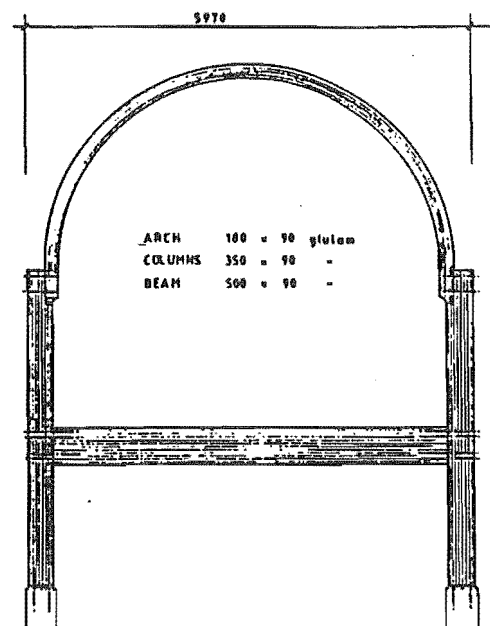 5970
ARCH 180 x 90 glulam
COLUMNS 350 " 90 "
BEAM 500 " 90 "